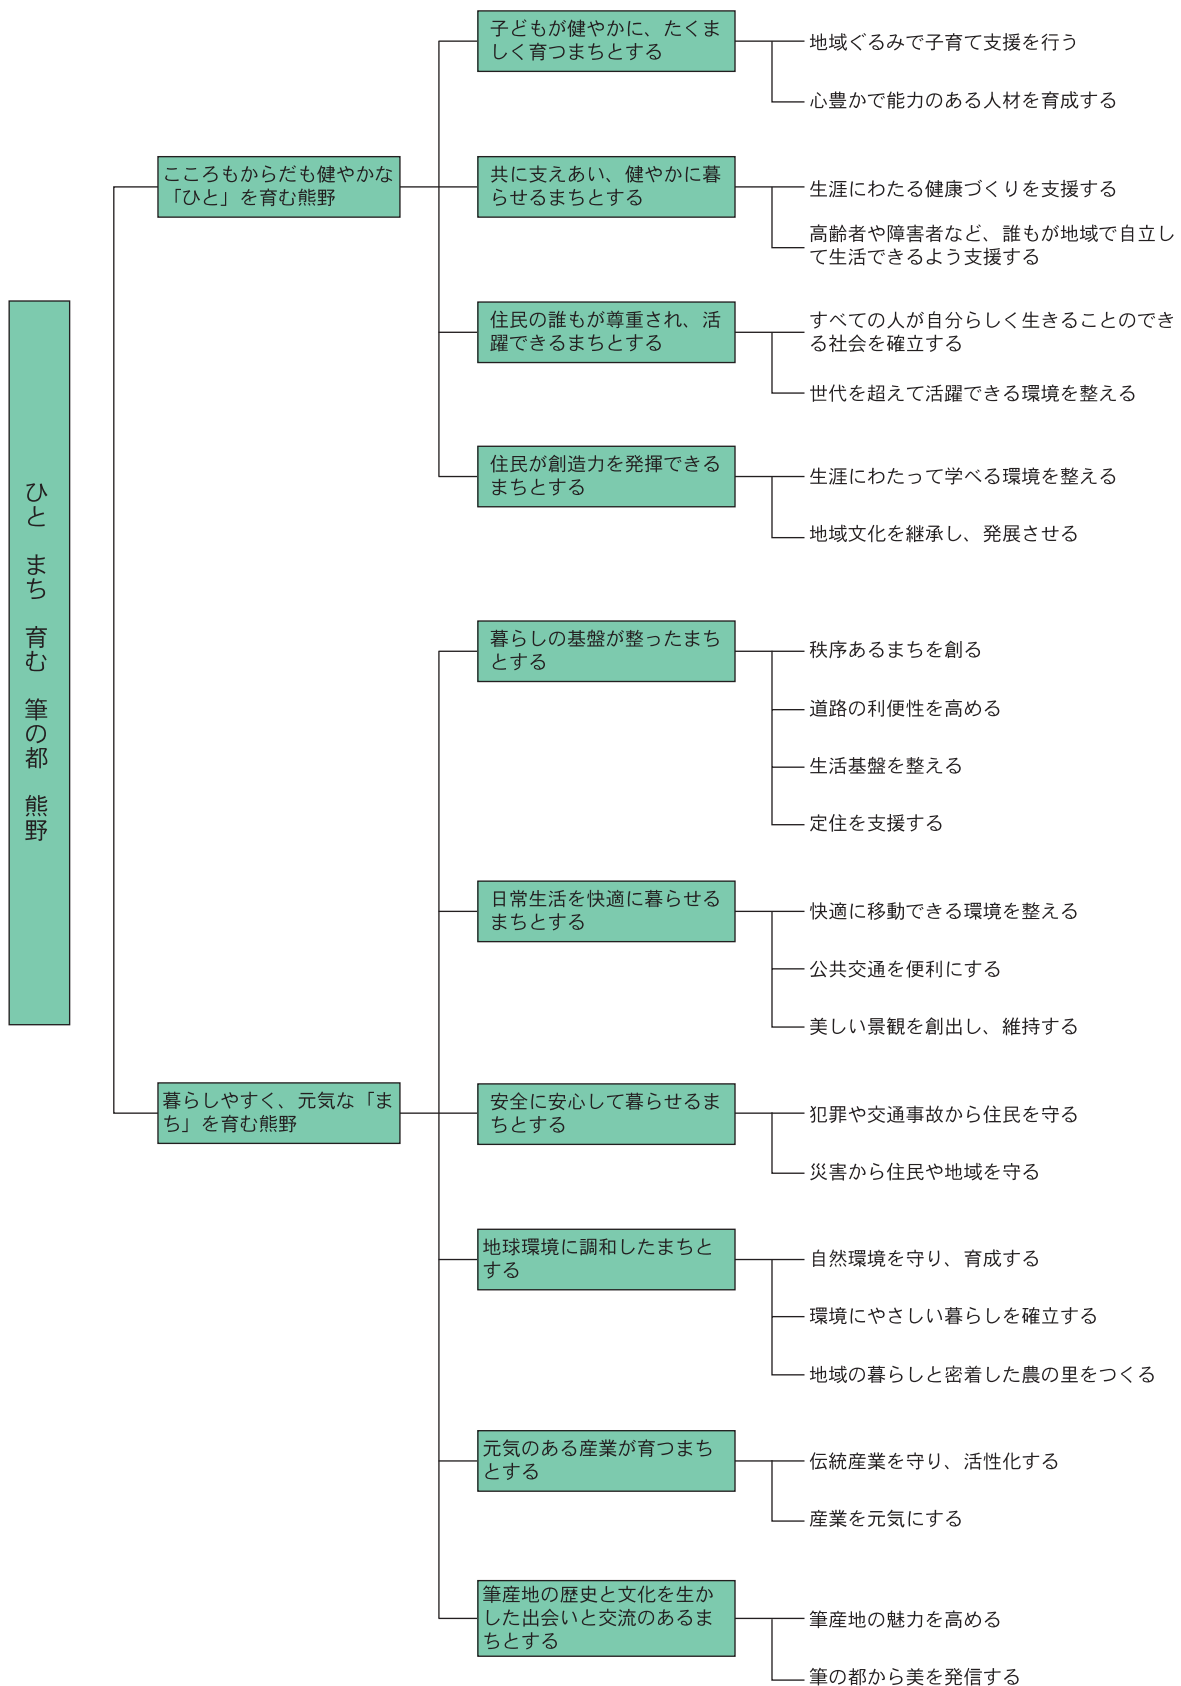 ひと　まち　育む　筆の都　熊野
こころもからだも健やかな
「ひと」を育む熊野
子どもが健やかに、たくま
しく育つまちとする
地域ぐるみで子育て支援を行う
心豊かで能力のある人材を育成する
共に支えあい、健やかに暮
らせるまちとする
生涯にわたる健康づくりを支援する
高齢者や障害者など、誰もが地域で自立し
て生活できるよう支援する
住民の誰もが尊重され、活
躍できるまちとする
すべての人が自分らしく生きることのでき
る社会を確立する
世代を超えて活躍できる環境を整える
住民が創造力を発揮できる
まちとする
生涯にわたって学べる環境を整える
地域文化を継承し、発展させる
暮らしやすく、元気な「ま
ち」を育む熊野
暮らしの基盤が整ったまち
とする
秩序あるまちを創る
道路の利便性を高める
生活基盤を整える
定住を支援する
日常生活を快適に暮らせる
まちとする
快適に移動できる環境を整える
公共交通を便利にする
美しい景観を創出し、維持する
安全に安心して暮らせるま
ちとする
犯罪や交通事故から住民を守る
災害から住民や地域を守る
地球環境に調和したまちと
する
自然環境を守り、育成する
環境にやさしい暮らしを確立する
地域の暮らしと密着した農の里をつくる
元気のある産業が育つまち
とする
伝統産業を守り、活性化する
産業を元気にする
筆産地の歴史と文化を生か
した出会いと交流のあるま
ちとする
筆産地の魅力を高める
筆の都から美を発信する